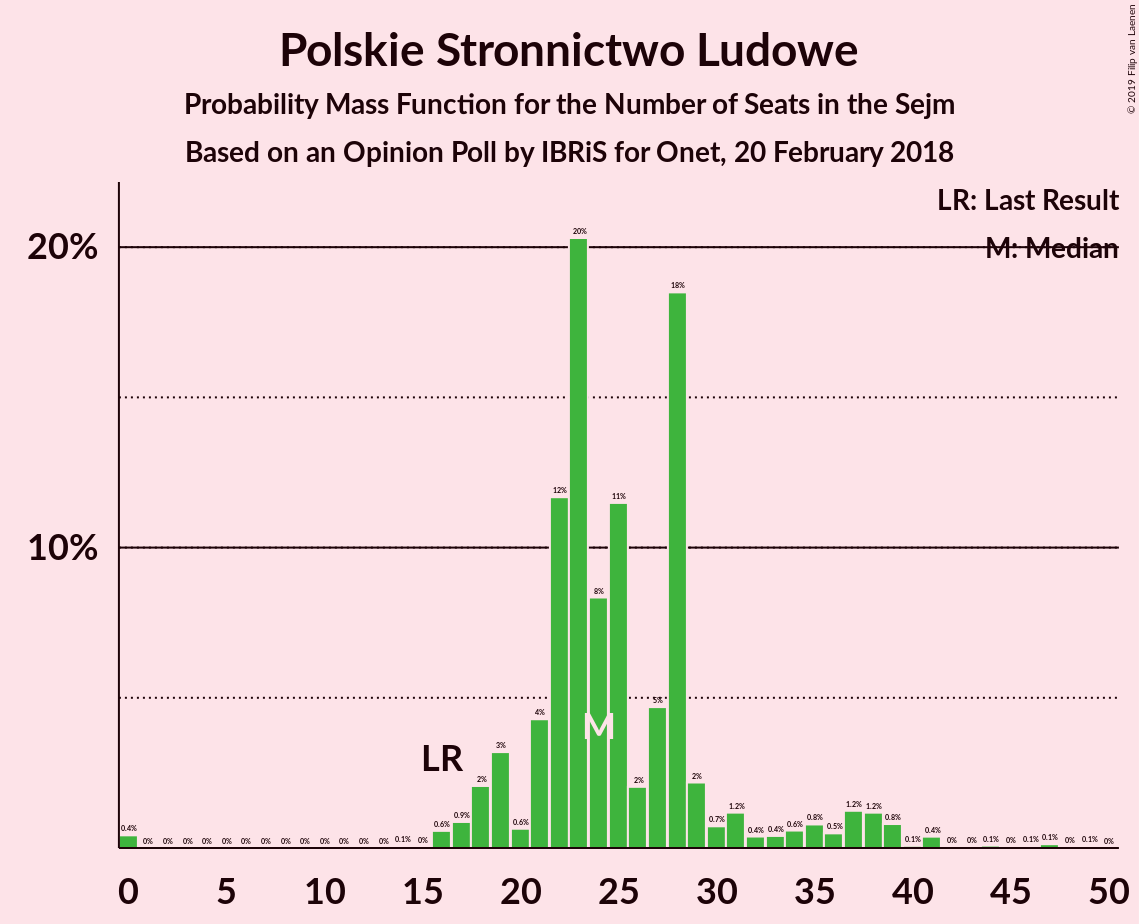 Polskie Stronnictwo Ludowe
Probability Mass Function for the Number of Seats in the Sejm
Based on an Opinion Poll by IBRiS for Onet, 20 February 2018
© 2019 Filip van Laenen
LR: Last Result
M: Median
20%
10%
0.4% 0% 0% 0% 0% 0% 0% 0% 0% 0% 0% 0% 0% 0% 0.1% 0% 0.6% 0.9% 2% 3% 0.6% 4% 12% 20% 8% 11% 2% 5% 18% 2% 0.7% 1.2% 0.4% 0.4% 0.6% 0.8% 0.5% 1.2% 1.2% 0.8% 0.1% 0.4% 0% 0% 0.1% 0% 0.1% 0.1% 0% 0.1% 0%
LR
M
0 5 10 15 20 25 30 35 40 45 50